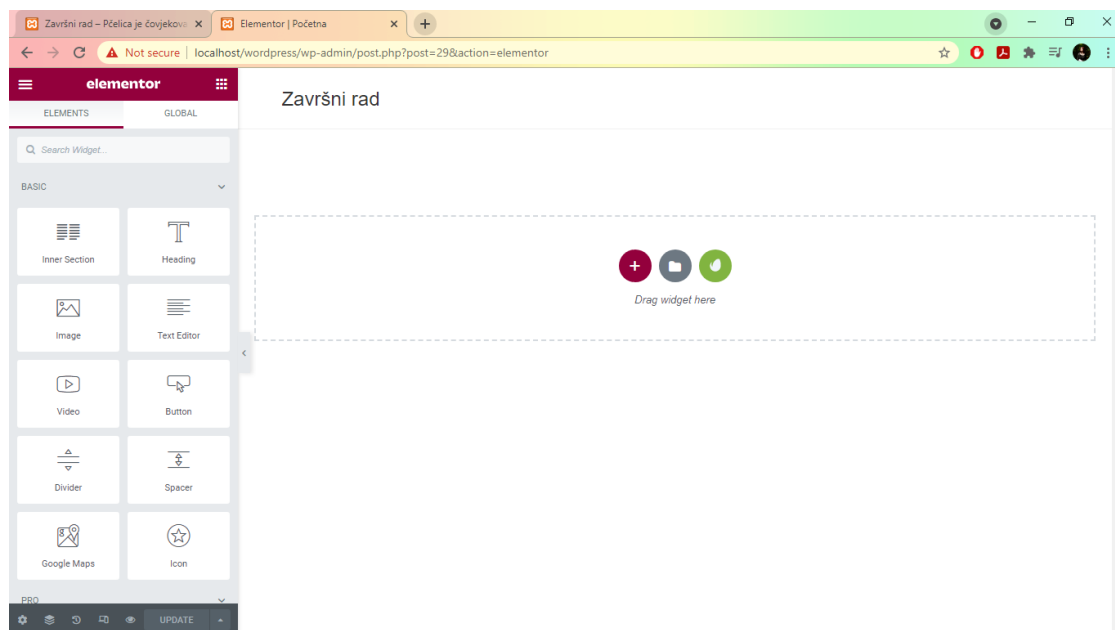 Završni rad – Pčelica je čovjekova
Elementor | Početna
Not secure
localhost/wordpress/wp-admin/post.php?post=29&action=elementor
elementor
ELEMENTS
GLOBAL
Search Widget...
BASIC
Inner Section
Heading
Image
Text Editor
Video
Button
Divider
Spacer
Google Maps
Icon
PRO
UPDATE
Završni rad
Drag widget here